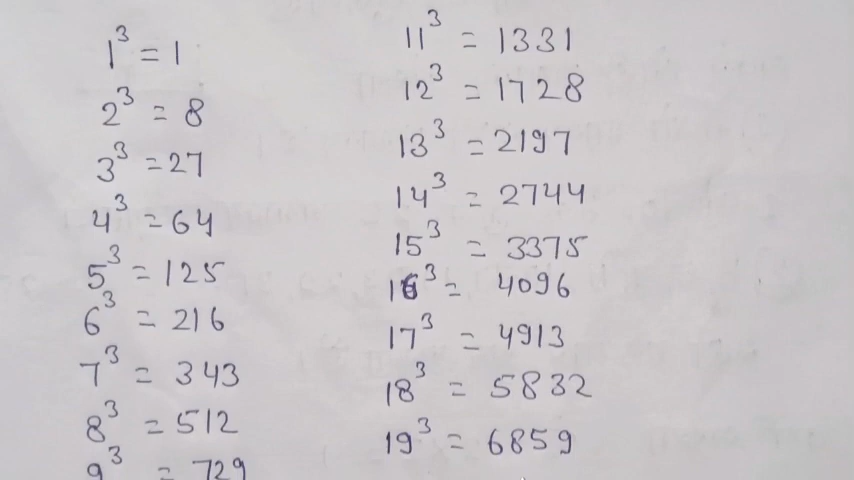 1³ = 1
2³ = 8
3³ = 27
4³ = 64
5³ = 125
6³ = 216
7³ = 343
8³ = 512
9³ = 729
11³ = 1331
12³ = 1728
13³ = 2197
14³ = 2744
15³ = 3375
16³ = 4096
17³ = 4913
18³ = 5832
19³ = 6859